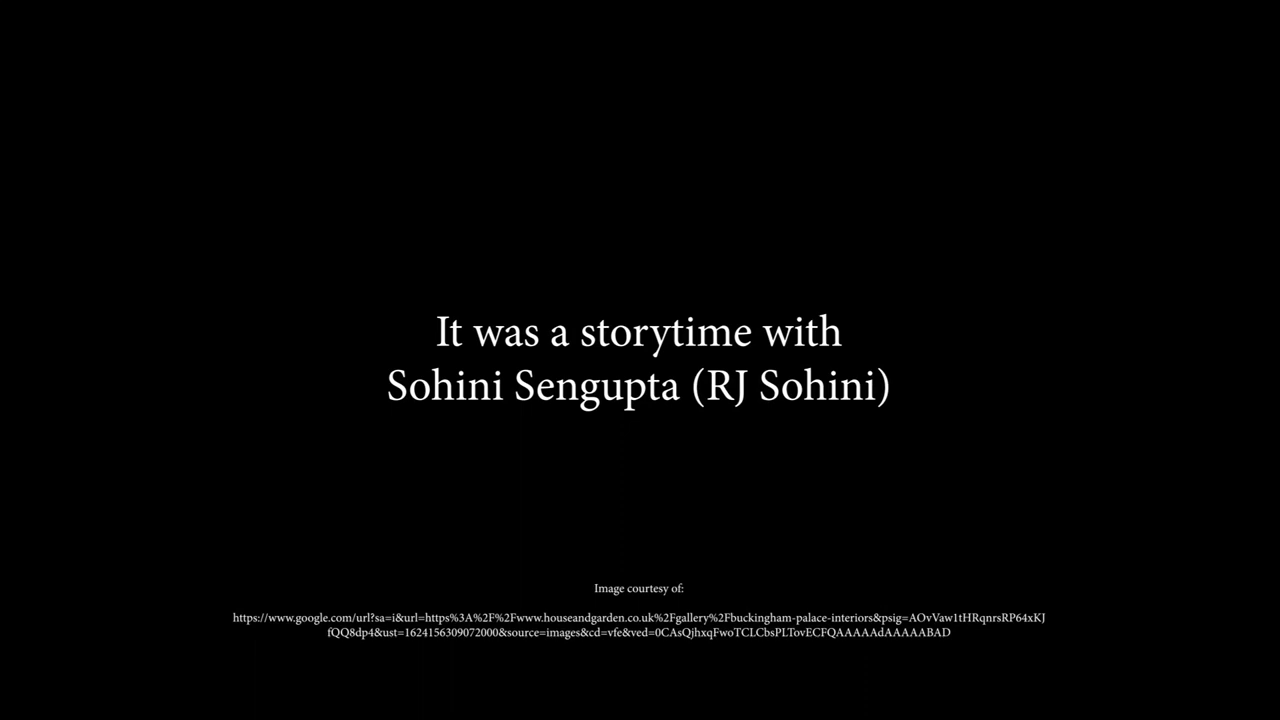 It was a storytime with
Sohini Sengupta (RJ Sohini)
Image courtesy of:
https://www.google.com/url?sa=i&url=https%3A%2F%2Fwww.houseandgarden.co.uk%2Fgallery%2Fbuckingham-palace-interiors&psig=AOvVaw1tHRqnrsRP64xKJ
fQQ8dp4&ust=1624156309072000&source=images&cd=vfe&ved=0CAsQjhxqFwoTCLCbsPLTovECFQAAAAAdAAAAABAD